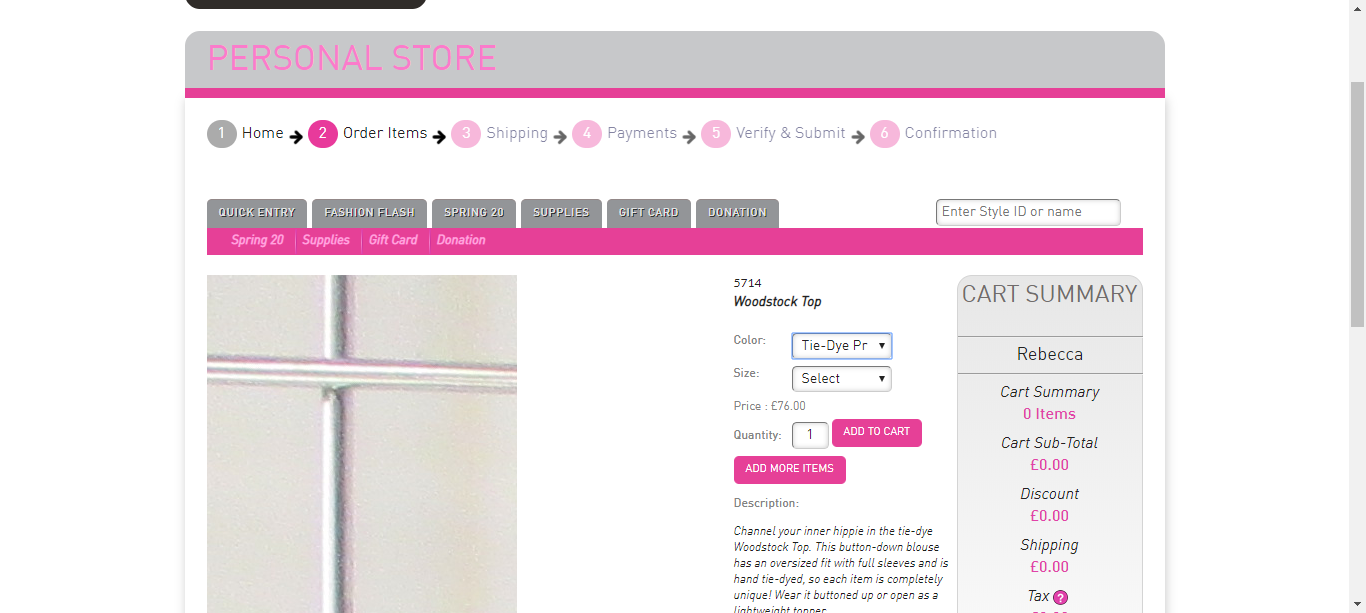 PERSONAL STORE
1 Home 2 Order Items 3 Shipping 4 Payments 5 Verify & Submit 6 Confirmation
QUICK ENTRY FASHION FLASH SPRING 20 SUPPLIES GIFT CARD DONATION
Enter Style ID or name
Spring 20 Supplies Gift Card Donation
5714
Woodstock Top
Color: Tie-Dye Pr
Size: Select
Price : £76.00
Quantity: 1 ADD TO CART
ADD MORE ITEMS
Description:
Channel your inner hippie in the tie-dye
Woodstock Top. This button-down blouse
has an oversized fit with full sleeves and is
hand tie-dyed, so each item is completely
unique! Wear it buttoned up or open as a
lightweight topper
CART SUMMARY
Rebecca
Cart Summary
0 Items
Cart Sub-Total
£0.00
Discount
£0.00
Shipping
£0.00
Tax ?